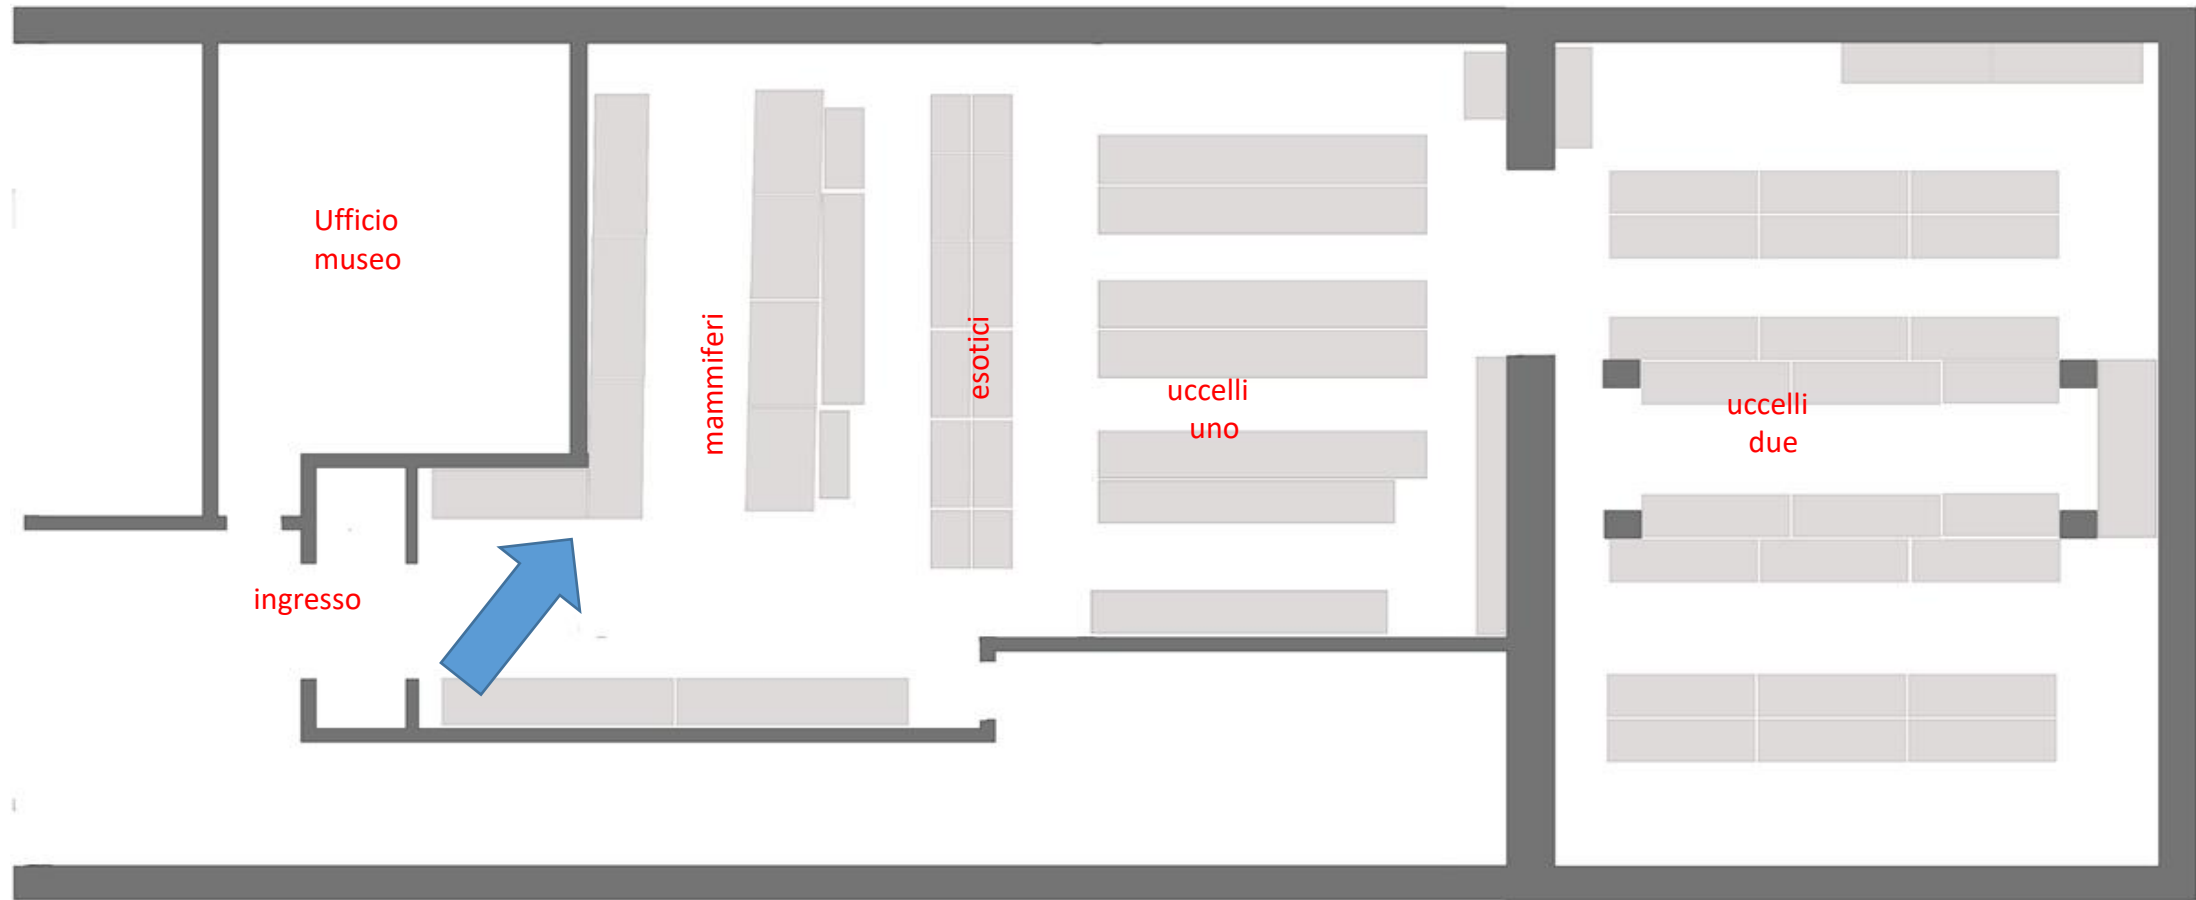 Ufficio
museo
mammiferi
esotici
uccelli
uno
uccelli
due
ingresso